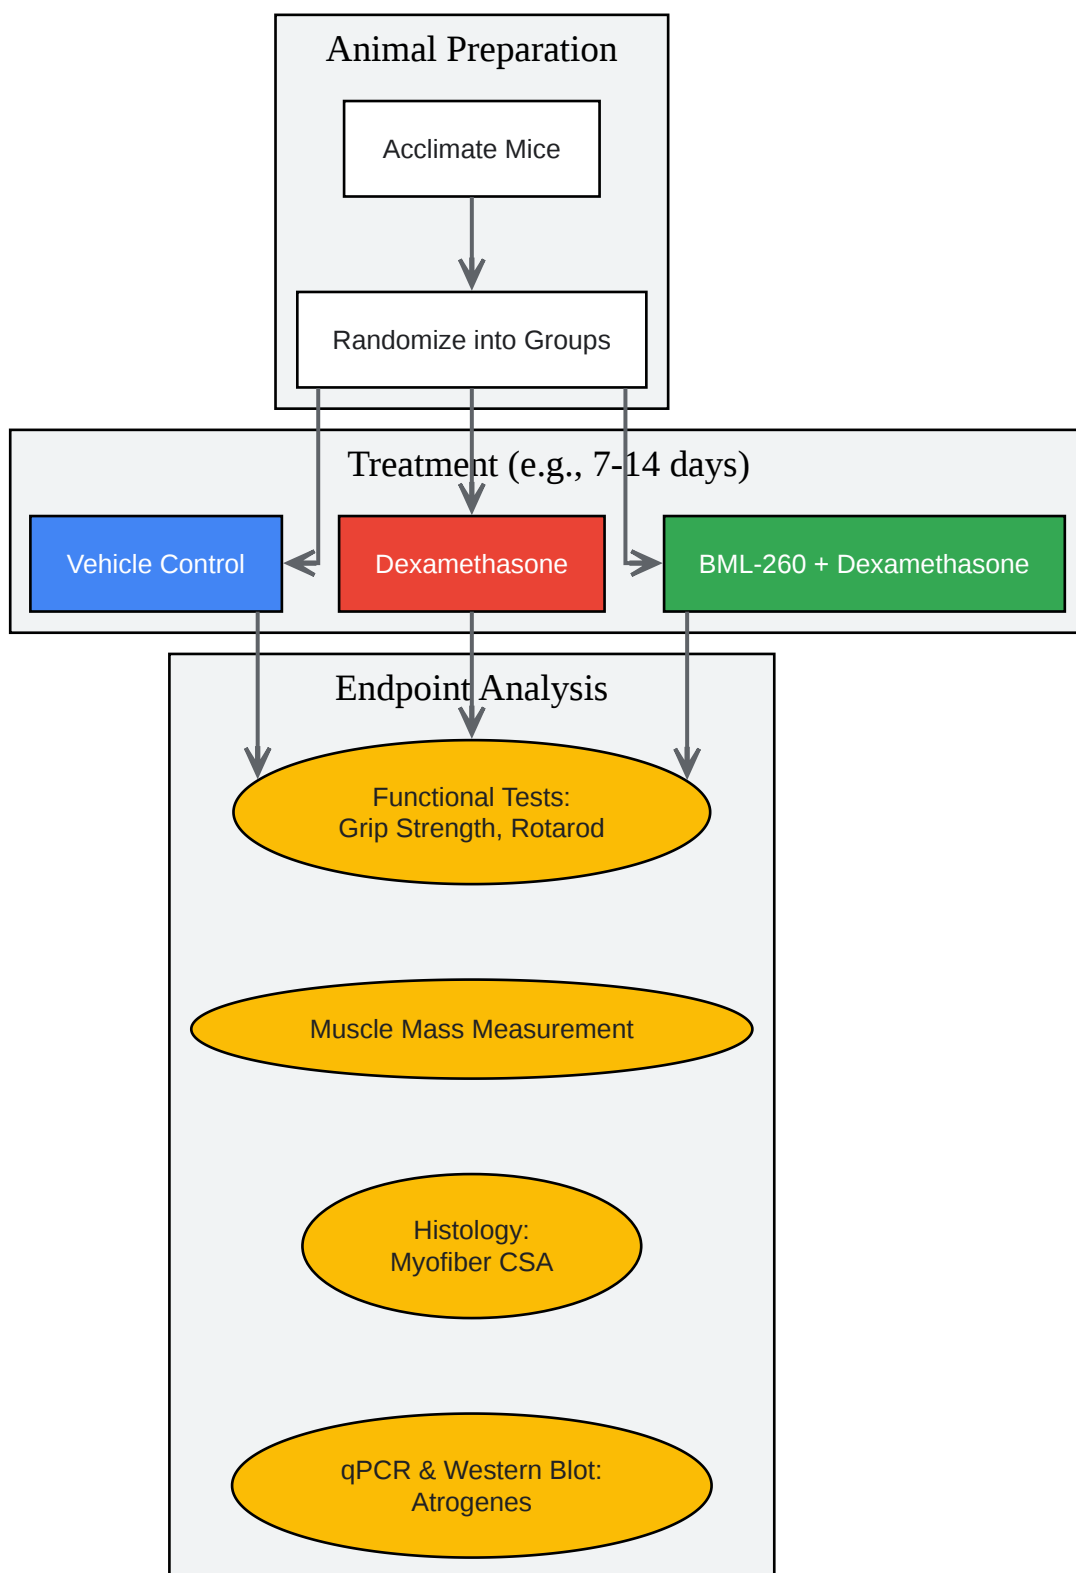 Animal Preparation
Acclimate Mice
Randomize into Groups
Treatment (e.g., 7-14 days)
Vehicle Control
Dexamethasone
BML-260 + Dexamethasone
Endpoint Analysis
Functional Tests:
Grip Strength, Rotarod
Muscle Mass Measurement
Histology:
Myofiber CSA
qPCR & Western Blot:
Atrogenes